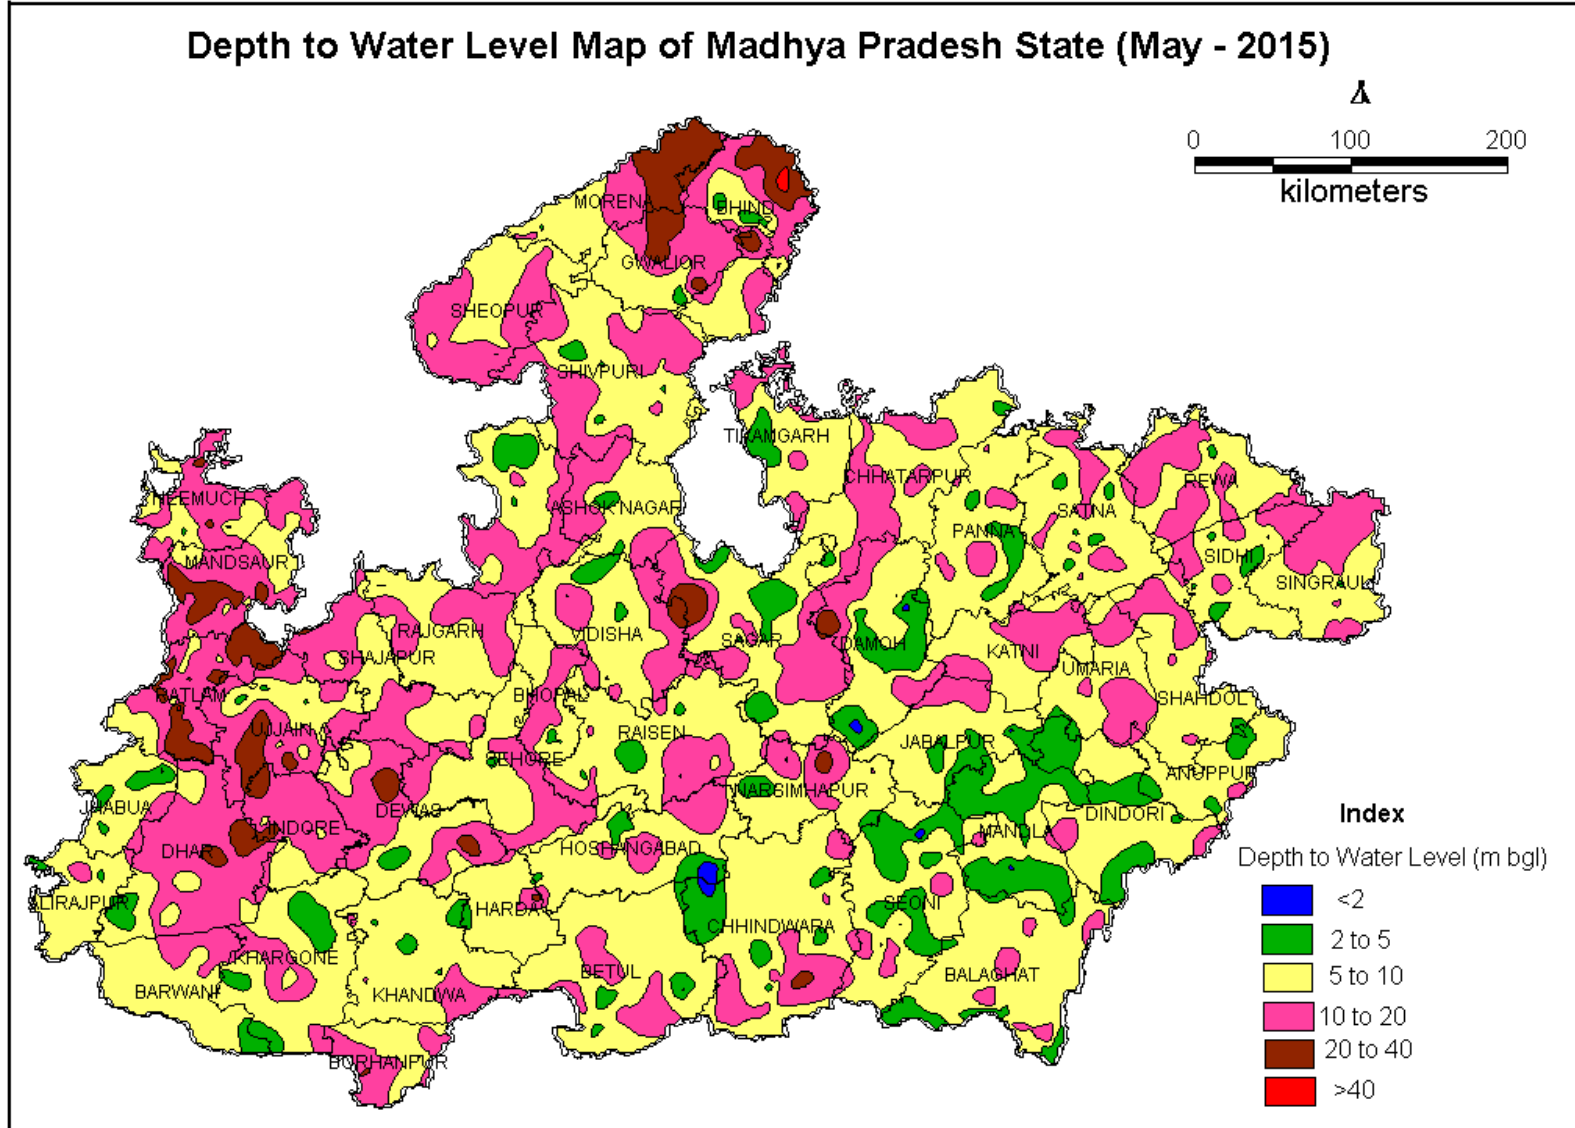 Depth to Water Level Map of Madhya Pradesh State (May - 2015)
0 100 200
kilometers
MORENA
BHIND
GWALIOR
SHEOPUR
SHIVPURI
TIKAMGARH
CHHATARPUR
REWA
NEEMUCH
ASHOK NAGAR
SATNA
PANNA
SIDHI
MANDSAUR
SINGRAULI
RAJGARH
VIDISHA
SAGAR
DAMOH
KATNI
SHAJAPUR
UMARIA
RATLAM
BHOPAL
SHAHDOL
UJJAIN
RAISEN
JABALPUR
SEHORE
ANUPPUR
NARSIMHAPUR
JHABUA
DEWAS
DINDORI
INDORE
MANDLA
DHAR
HOSHANGABAD
ALIRAJPUR
HARDA
SEONI
CHHINDWARA
KHARGONE
BETUL
BALAGHAT
BARWANI
KHANDWA
BURHANPUR
Index
Depth to Water Level (m bgl)
<2
2 to 5
5 to 10
10 to 20
20 to 40
>40